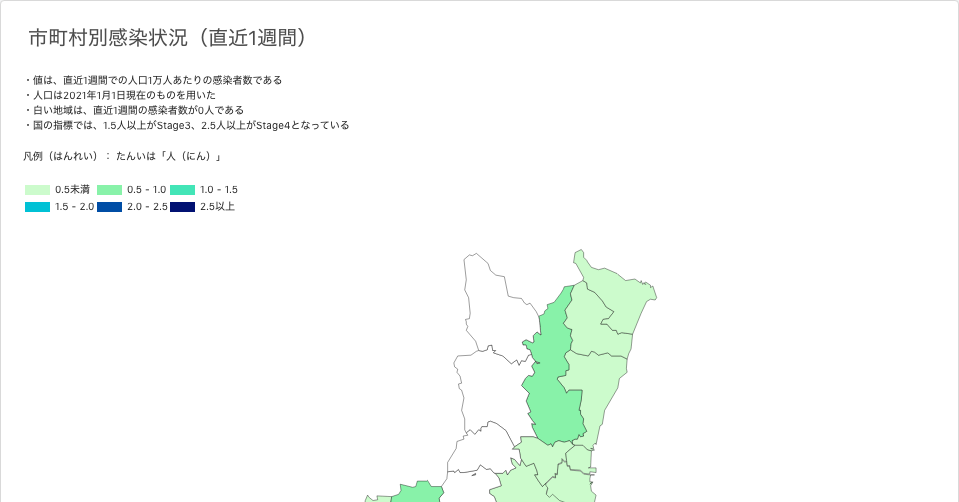 市町村別感染状況（直近1週間）
・値は、直近1週間での人口1万人あたりの感染者数である
・人口は2021年1月1日現在のものを用いた
・白い地域は、直近1週間の感染者数が0人である
・国の指標では、1.5人以上がStage3、2.5人以上がStage4となっている
凡例（はんれい）： たんいは「人（にん）」
0.5未満 0.5 - 1.0 1.0 - 1.5
1.5 - 2.0 2.0 - 2.5 2.5以上